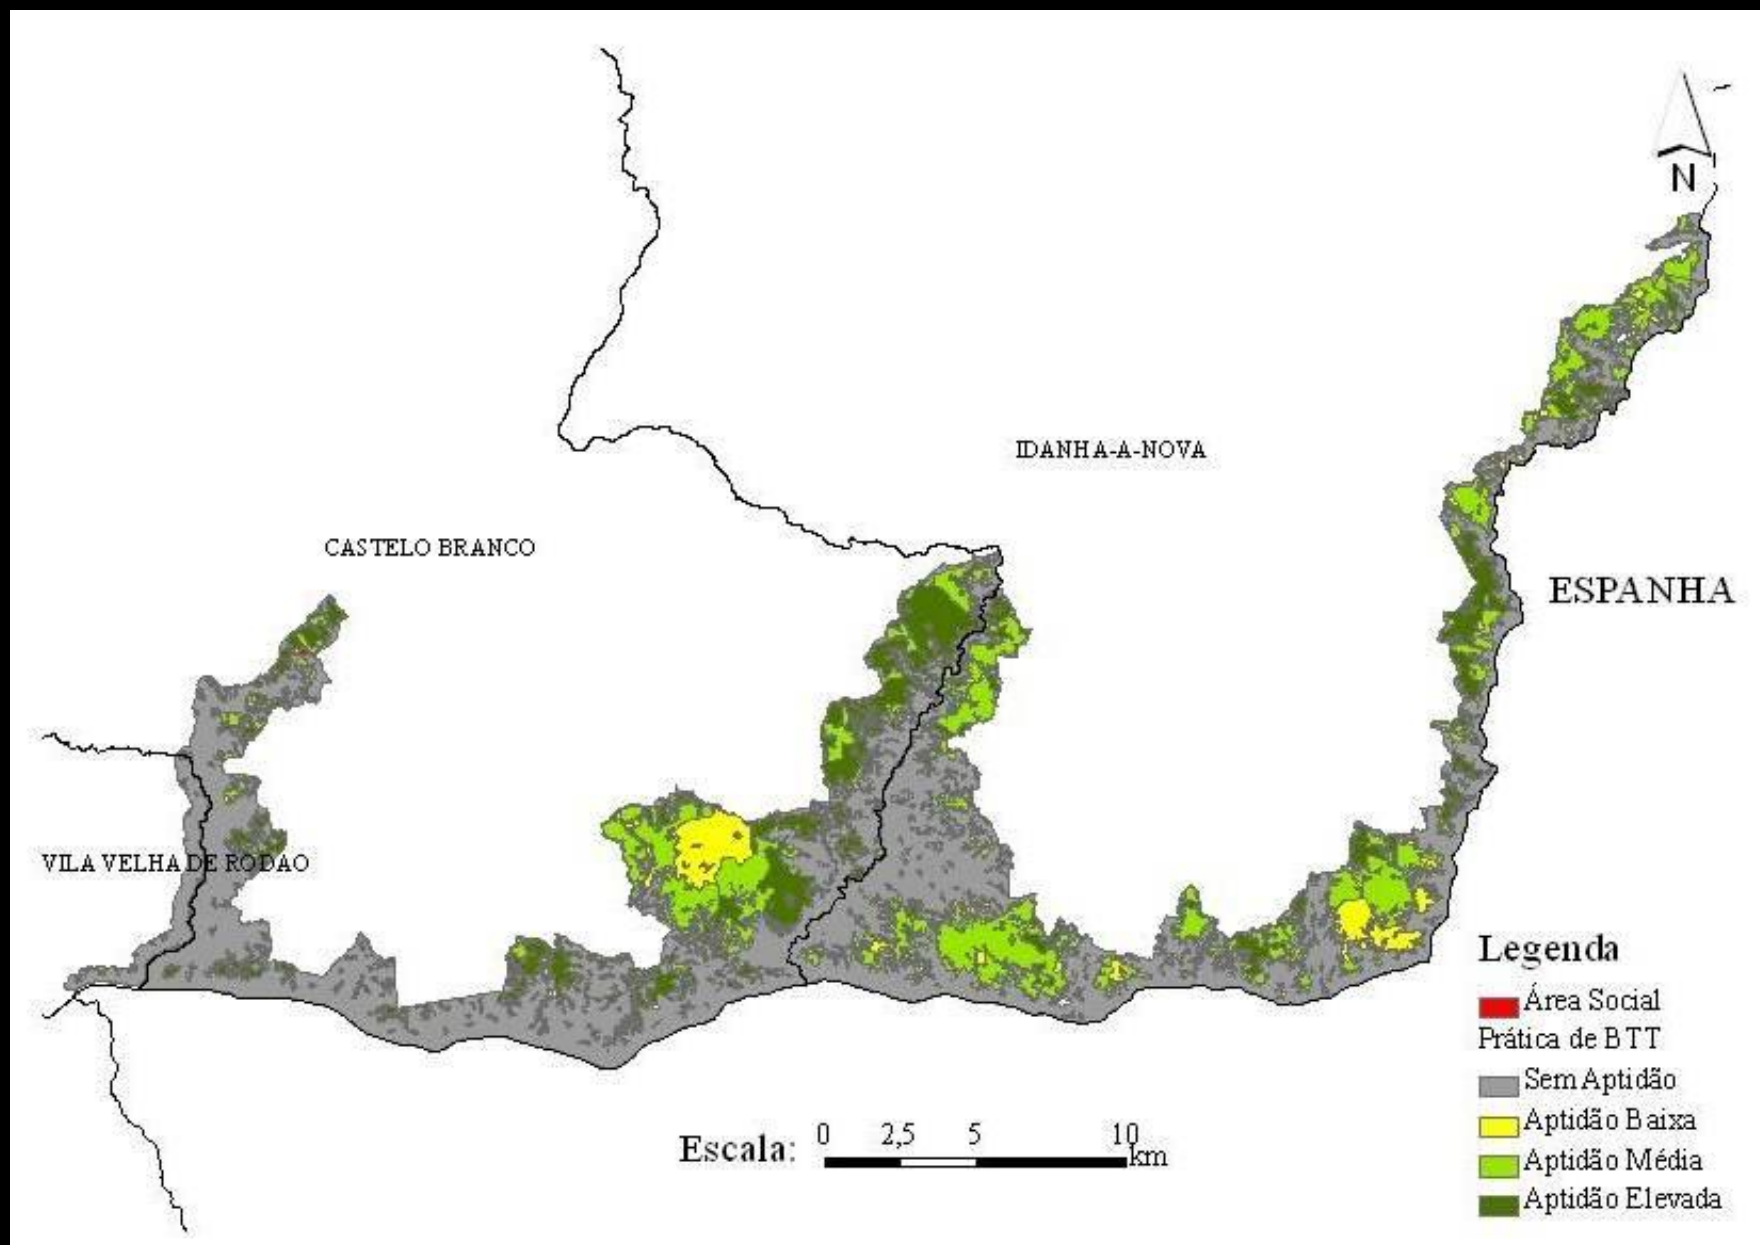 N
IDANHA-A-NOVA
CASTELO BRANCO
ESPANHA
VILA VELHA DE RODAO
Legenda
Área Social
Prática de BTT
Sem Aptidão
Aptidão Baixa
Aptidão Média
Aptidão Elevada
Escala: 0 2,5 5 10 km